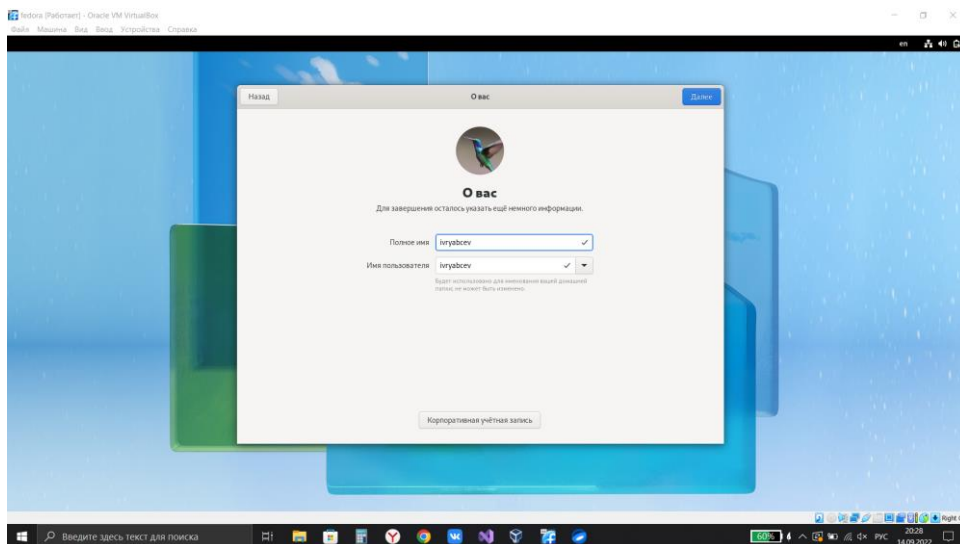 fedora [Работает] - Oracle VM VirtualBox
Файл Машина Вид Ввод Устройства Справка
en
Назад
О вас
Далее
О вас
Для завершения осталось указать ещё немного информации.
Полное имя ivryabcev
Имя пользователя ivryabcev
Будет использовано для именования вашей домашней
папки; не может быть изменено.
Корпоративная учётная запись
Right
Введите здесь текст для поиска
60%
РУС
20:28
14.09.2022